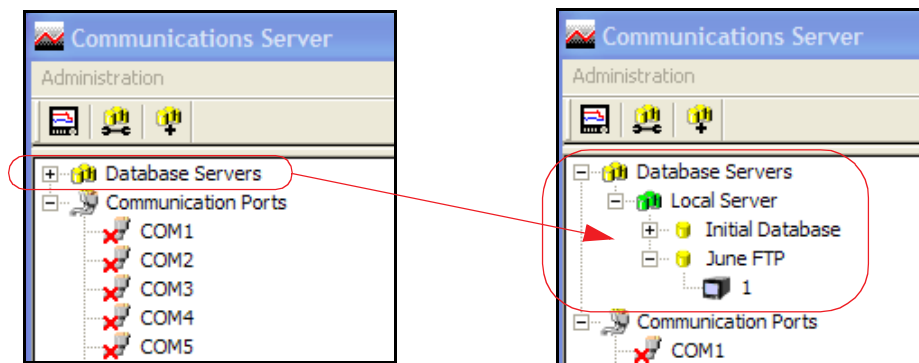 Communications Server
Administration
Database Servers
Communication Ports
COM1
COM2
COM3
COM4
COM5
Communications Server
Administration
Database Servers
Local Server
Initial Database
June FTP
1
Communication Ports
COM1